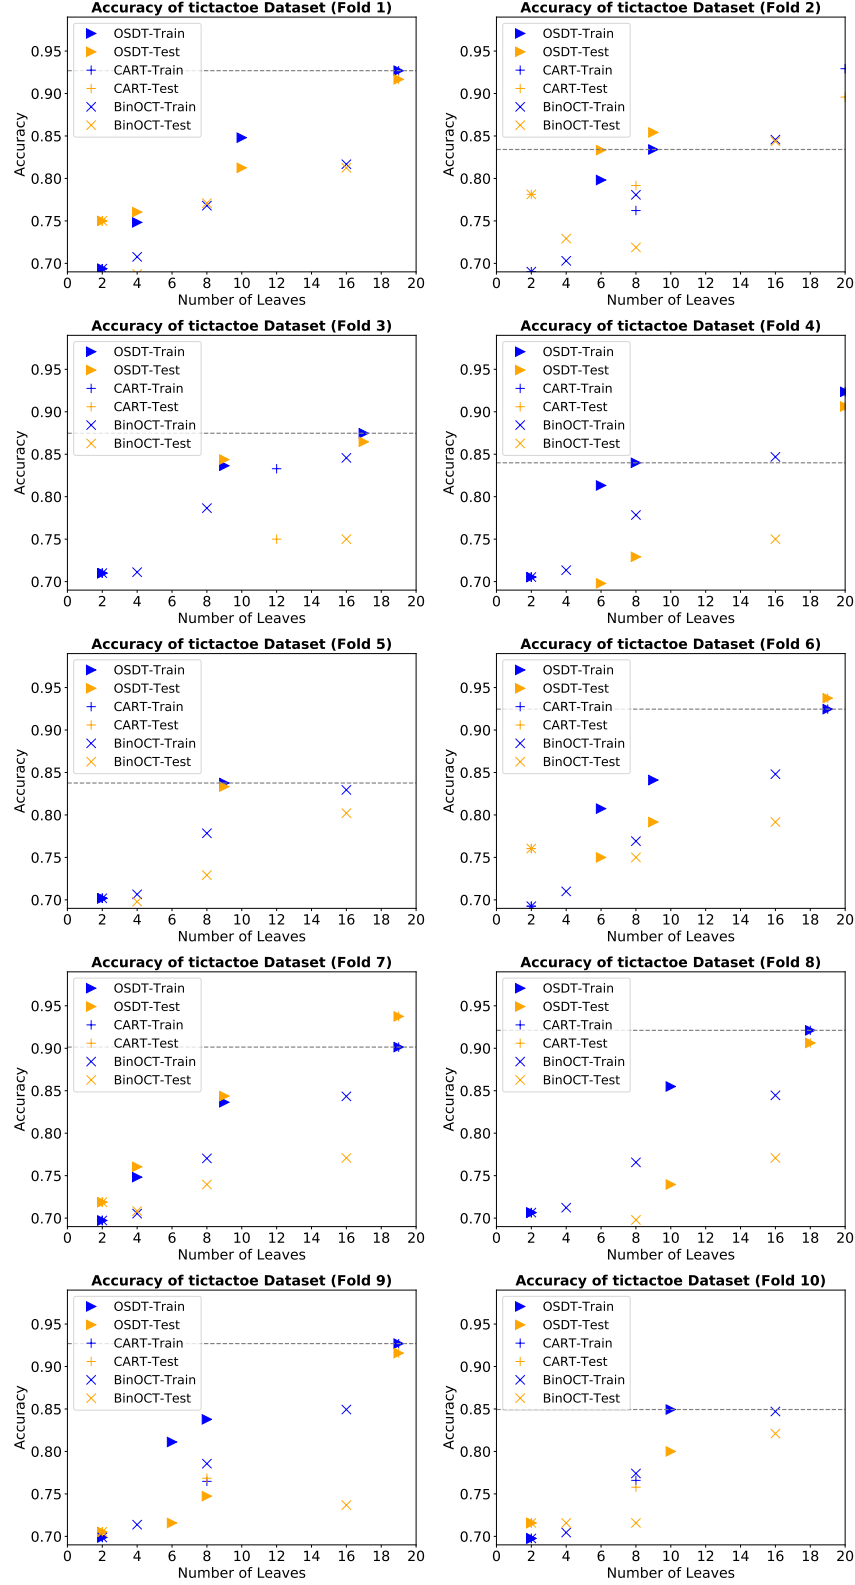 Accuracy of tictactoe Dataset (Fold 1)
OSDT-Train
OSDT-Test
CART-Train
CART-Test
BinOCT-Train
BinOCT-Test
Accuracy
0.95
0.90
0.85
0.80
0.75
0.70
0 2 4 6 8 10 12 14 16 18 20
Number of Leaves
Accuracy of tictactoe Dataset (Fold 2)
OSDT-Train
OSDT-Test
CART-Train
CART-Test
BinOCT-Train
BinOCT-Test
Accuracy
0.95
0.90
0.85
0.80
0.75
0.70
0 2 4 6 8 10 12 14 16 18 20
Number of Leaves
Accuracy of tictactoe Dataset (Fold 3)
OSDT-Train
OSDT-Test
CART-Train
CART-Test
BinOCT-Train
BinOCT-Test
Accuracy
0.95
0.90
0.85
0.80
0.75
0.70
0 2 4 6 8 10 12 14 16 18 20
Number of Leaves
Accuracy of tictactoe Dataset (Fold 4)
OSDT-Train
OSDT-Test
CART-Train
CART-Test
BinOCT-Train
BinOCT-Test
Accuracy
0.95
0.90
0.85
0.80
0.75
0.70
0 2 4 6 8 10 12 14 16 18 20
Number of Leaves
Accuracy of tictactoe Dataset (Fold 5)
OSDT-Train
OSDT-Test
CART-Train
CART-Test
BinOCT-Train
BinOCT-Test
Accuracy
0.95
0.90
0.85
0.80
0.75
0.70
0 2 4 6 8 10 12 14 16 18 20
Number of Leaves
Accuracy of tictactoe Dataset (Fold 6)
OSDT-Train
OSDT-Test
CART-Train
CART-Test
BinOCT-Train
BinOCT-Test
Accuracy
0.95
0.90
0.85
0.80
0.75
0.70
0 2 4 6 8 10 12 14 16 18 20
Number of Leaves
Accuracy of tictactoe Dataset (Fold 7)
OSDT-Train
OSDT-Test
CART-Train
CART-Test
BinOCT-Train
BinOCT-Test
Accuracy
0.95
0.90
0.85
0.80
0.75
0.70
0 2 4 6 8 10 12 14 16 18 20
Number of Leaves
Accuracy of tictactoe Dataset (Fold 8)
OSDT-Train
OSDT-Test
CART-Train
CART-Test
BinOCT-Train
BinOCT-Test
Accuracy
0.95
0.90
0.85
0.80
0.75
0.70
0 2 4 6 8 10 12 14 16 18 20
Number of Leaves
Accuracy of tictactoe Dataset (Fold 9)
OSDT-Train
OSDT-Test
CART-Train
CART-Test
BinOCT-Train
BinOCT-Test
Accuracy
0.95
0.90
0.85
0.80
0.75
0.70
0 2 4 6 8 10 12 14 16 18 20
Number of Leaves
Accuracy of tictactoe Dataset (Fold 10)
OSDT-Train
OSDT-Test
CART-Train
CART-Test
BinOCT-Train
BinOCT-Test
Accuracy
0.95
0.90
0.85
0.80
0.75
0.70
0 2 4 6 8 10 12 14 16 18 20
Number of Leaves